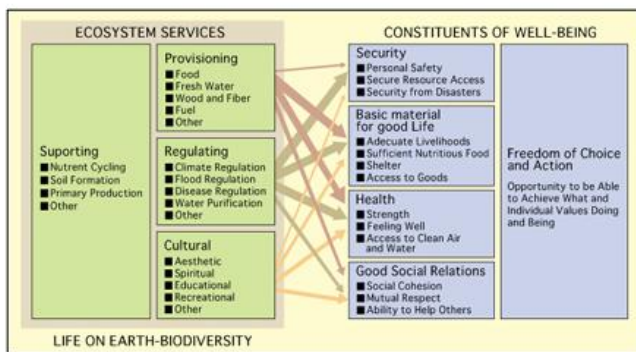 ECOSYSTEM SERVICES
Suporting
Nutrent Cycling
Soil Formation
Primary Production
Other
Provisioning
Food
Fresh Water
Wood and Fiber
Fuel
Other
Regulating
Climate Regulation
Flood Regulation
Disease Regulation
Water Purification
Other
Cultural
Aesthetic
Spiritual
Educational
Recreational
Other
LIFE ON EARTH-BIODIVERSITY
CONSTITUENTS OF WELL-BEING
Security
Personal Safety
Secure Resource Access
Security from Disasters
Basic material
for good Life
Adequate Livelihoods
Sufficient Nutritious Food
Shelter
Access to Goods
Health
Strength
Feeling Well
Access to Clean Air
and Water
Good Social Relations
Social Cohesion
Mutual Respect
Ability to Help Others
Freedom of Choice
and Action
Opportunity to be Able
to Achieve What and
Individual Values Doing
and Being